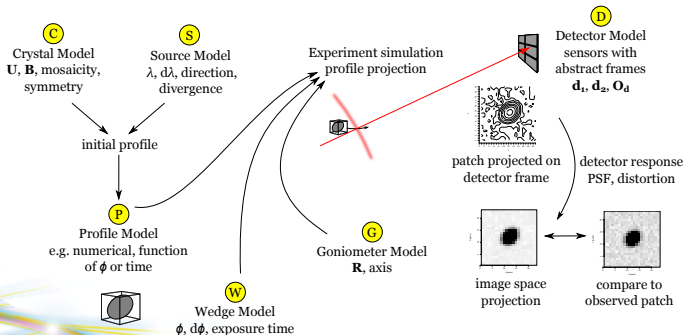 C
Crystal Model
U, B, mosaicity,
symmetry
S
Source Model
λ, dλ, direction,
divergence
initial profile
P
Profile Model
e.g. numerical, function
of ϕ or time
W
Wedge Model
ϕ, dϕ, exposure time
Experiment simulation
profile projection
G
Goniometer Model
R, axis
D
Detector Model
sensors with
abstract frames
d₁, d₂, O_d
patch projected on
detector frame
detector response
PSF, distortion
image space
projection
compare to
observed patch